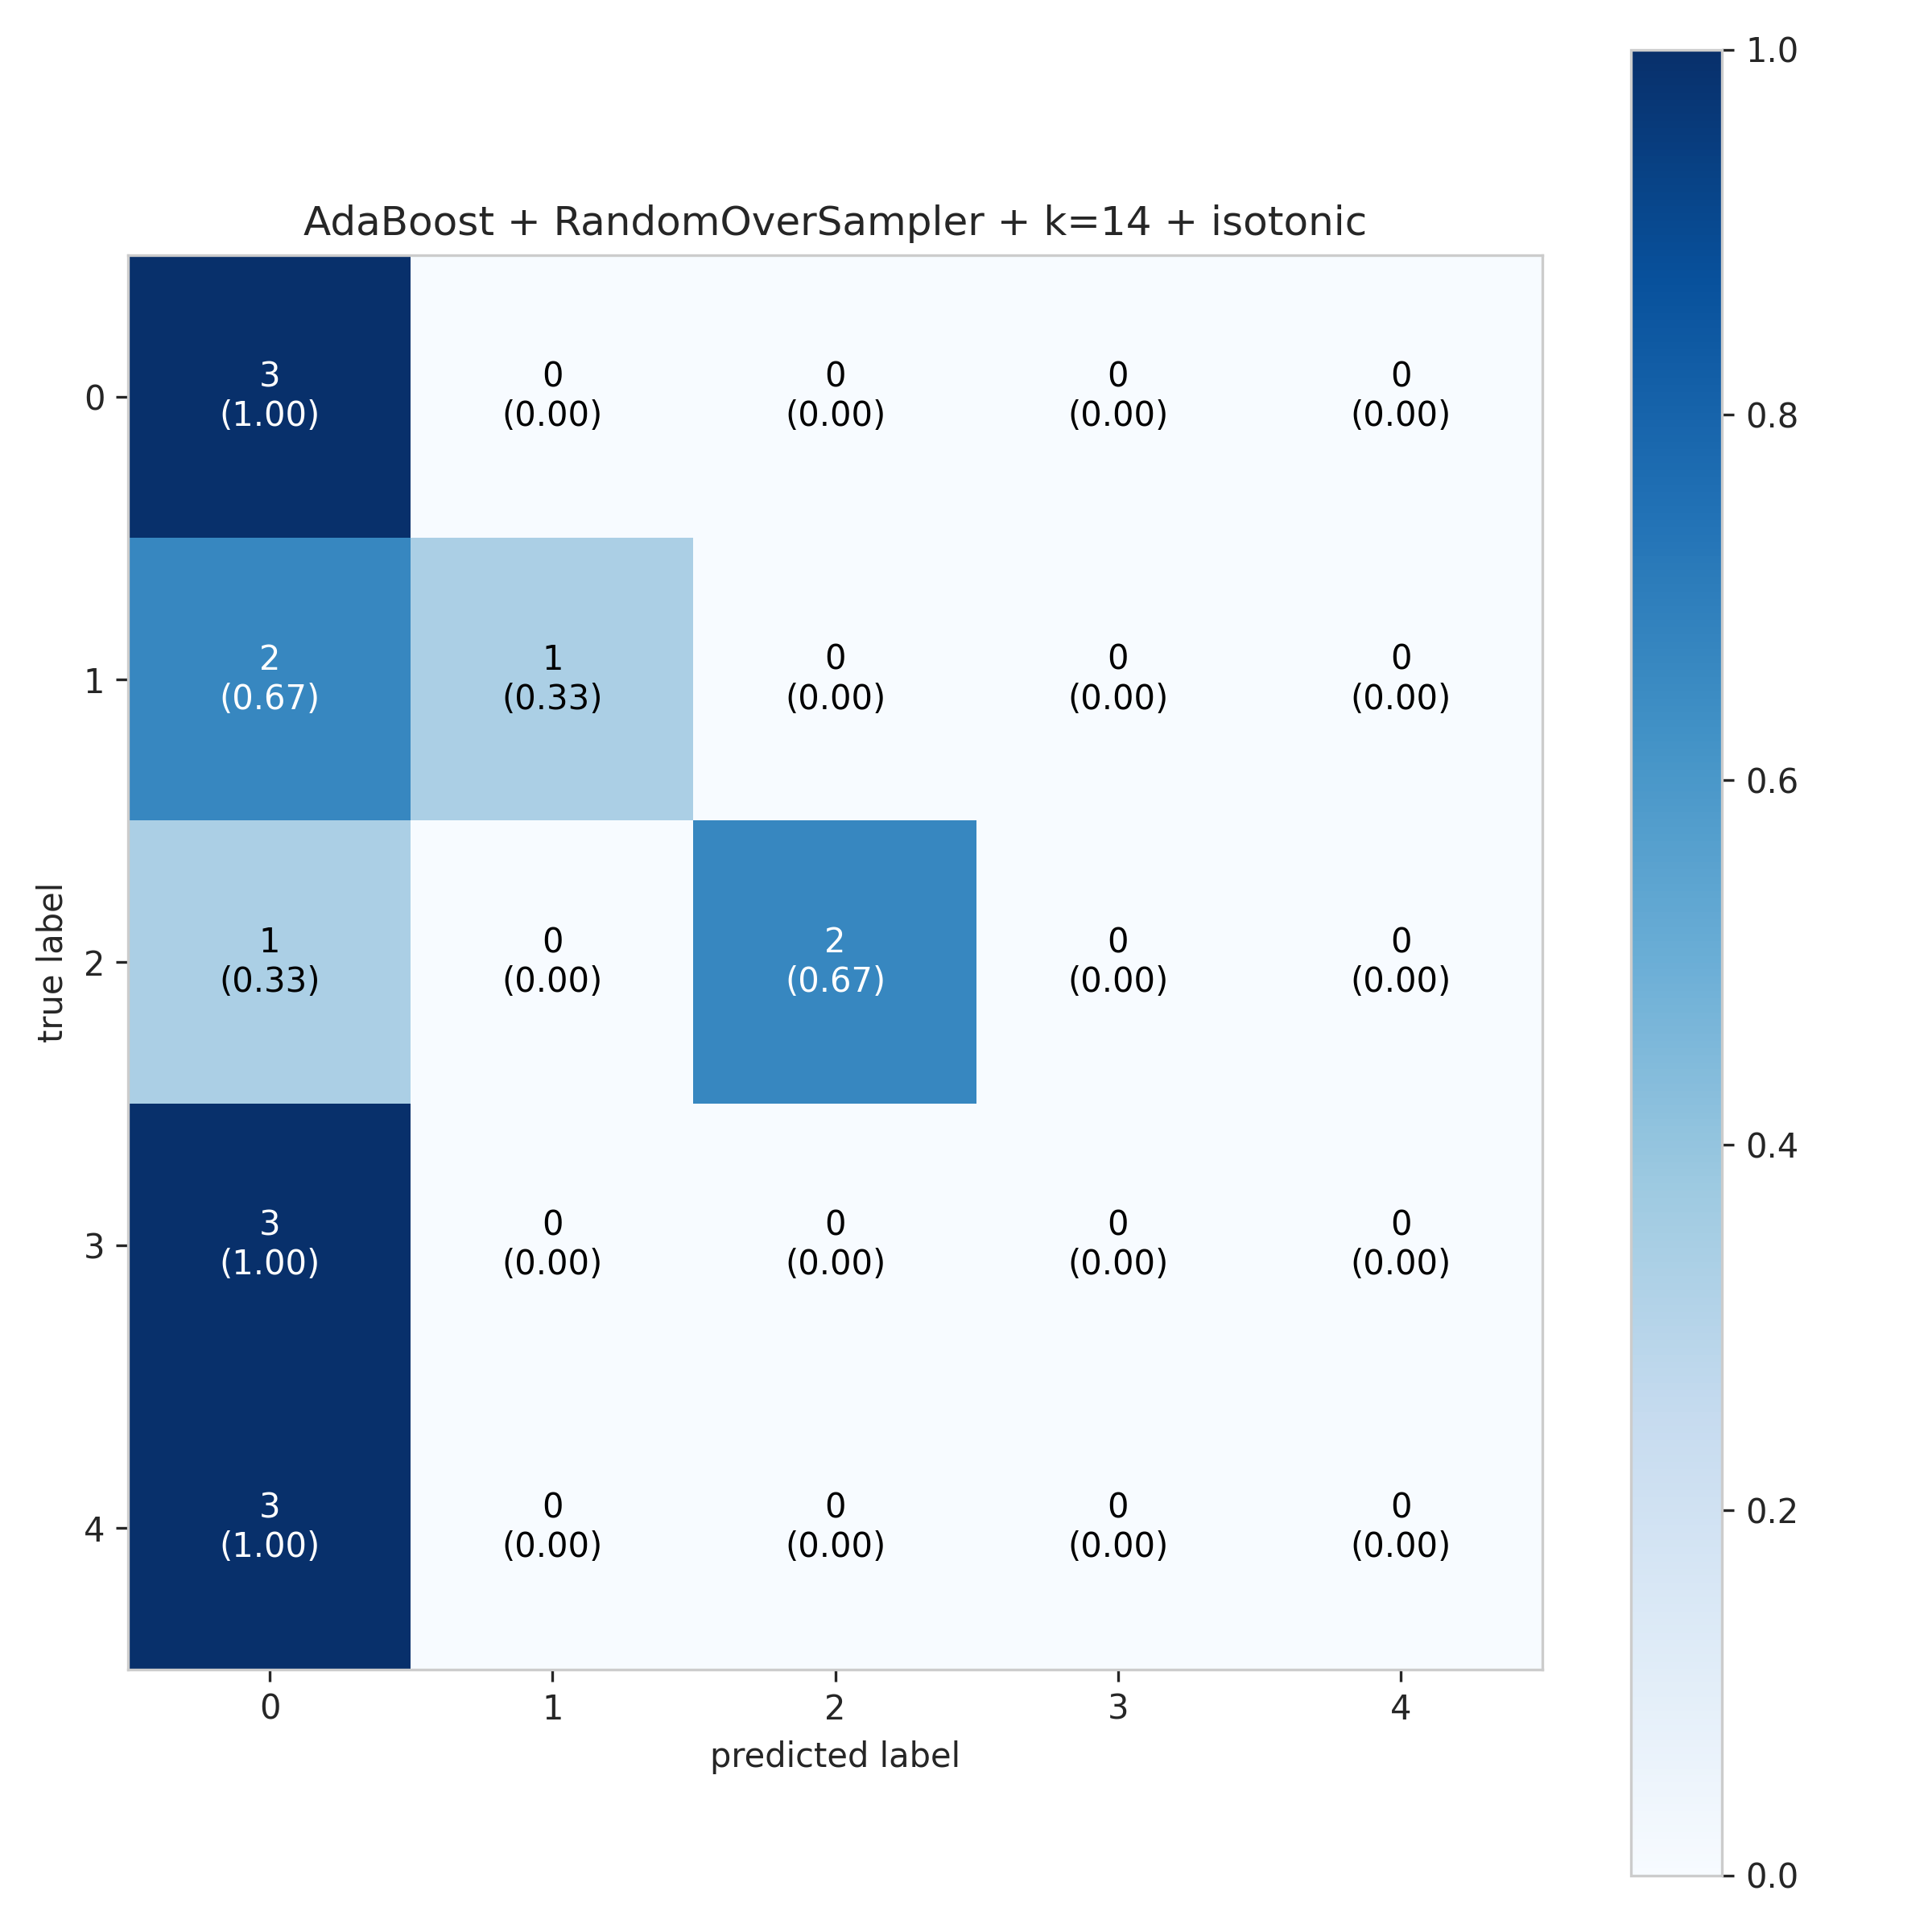 AdaBoost + RandomOverSampler + k=14 + isotonic
1.0
0.8
0.6
0.4
0.2
0.0
true label
0
3 0 0 0 0
(1.00) (0.00) (0.00) (0.00) (0.00)
1
2 1 0 0 0
(0.67) (0.33) (0.00) (0.00) (0.00)
2
1 0 2 0 0
(0.33) (0.00) (0.67) (0.00) (0.00)
3
3 0 0 0 0
(1.00) (0.00) (0.00) (0.00) (0.00)
4
3 0 0 0 0
(1.00) (0.00) (0.00) (0.00) (0.00)
0 1 2 3 4
predicted label